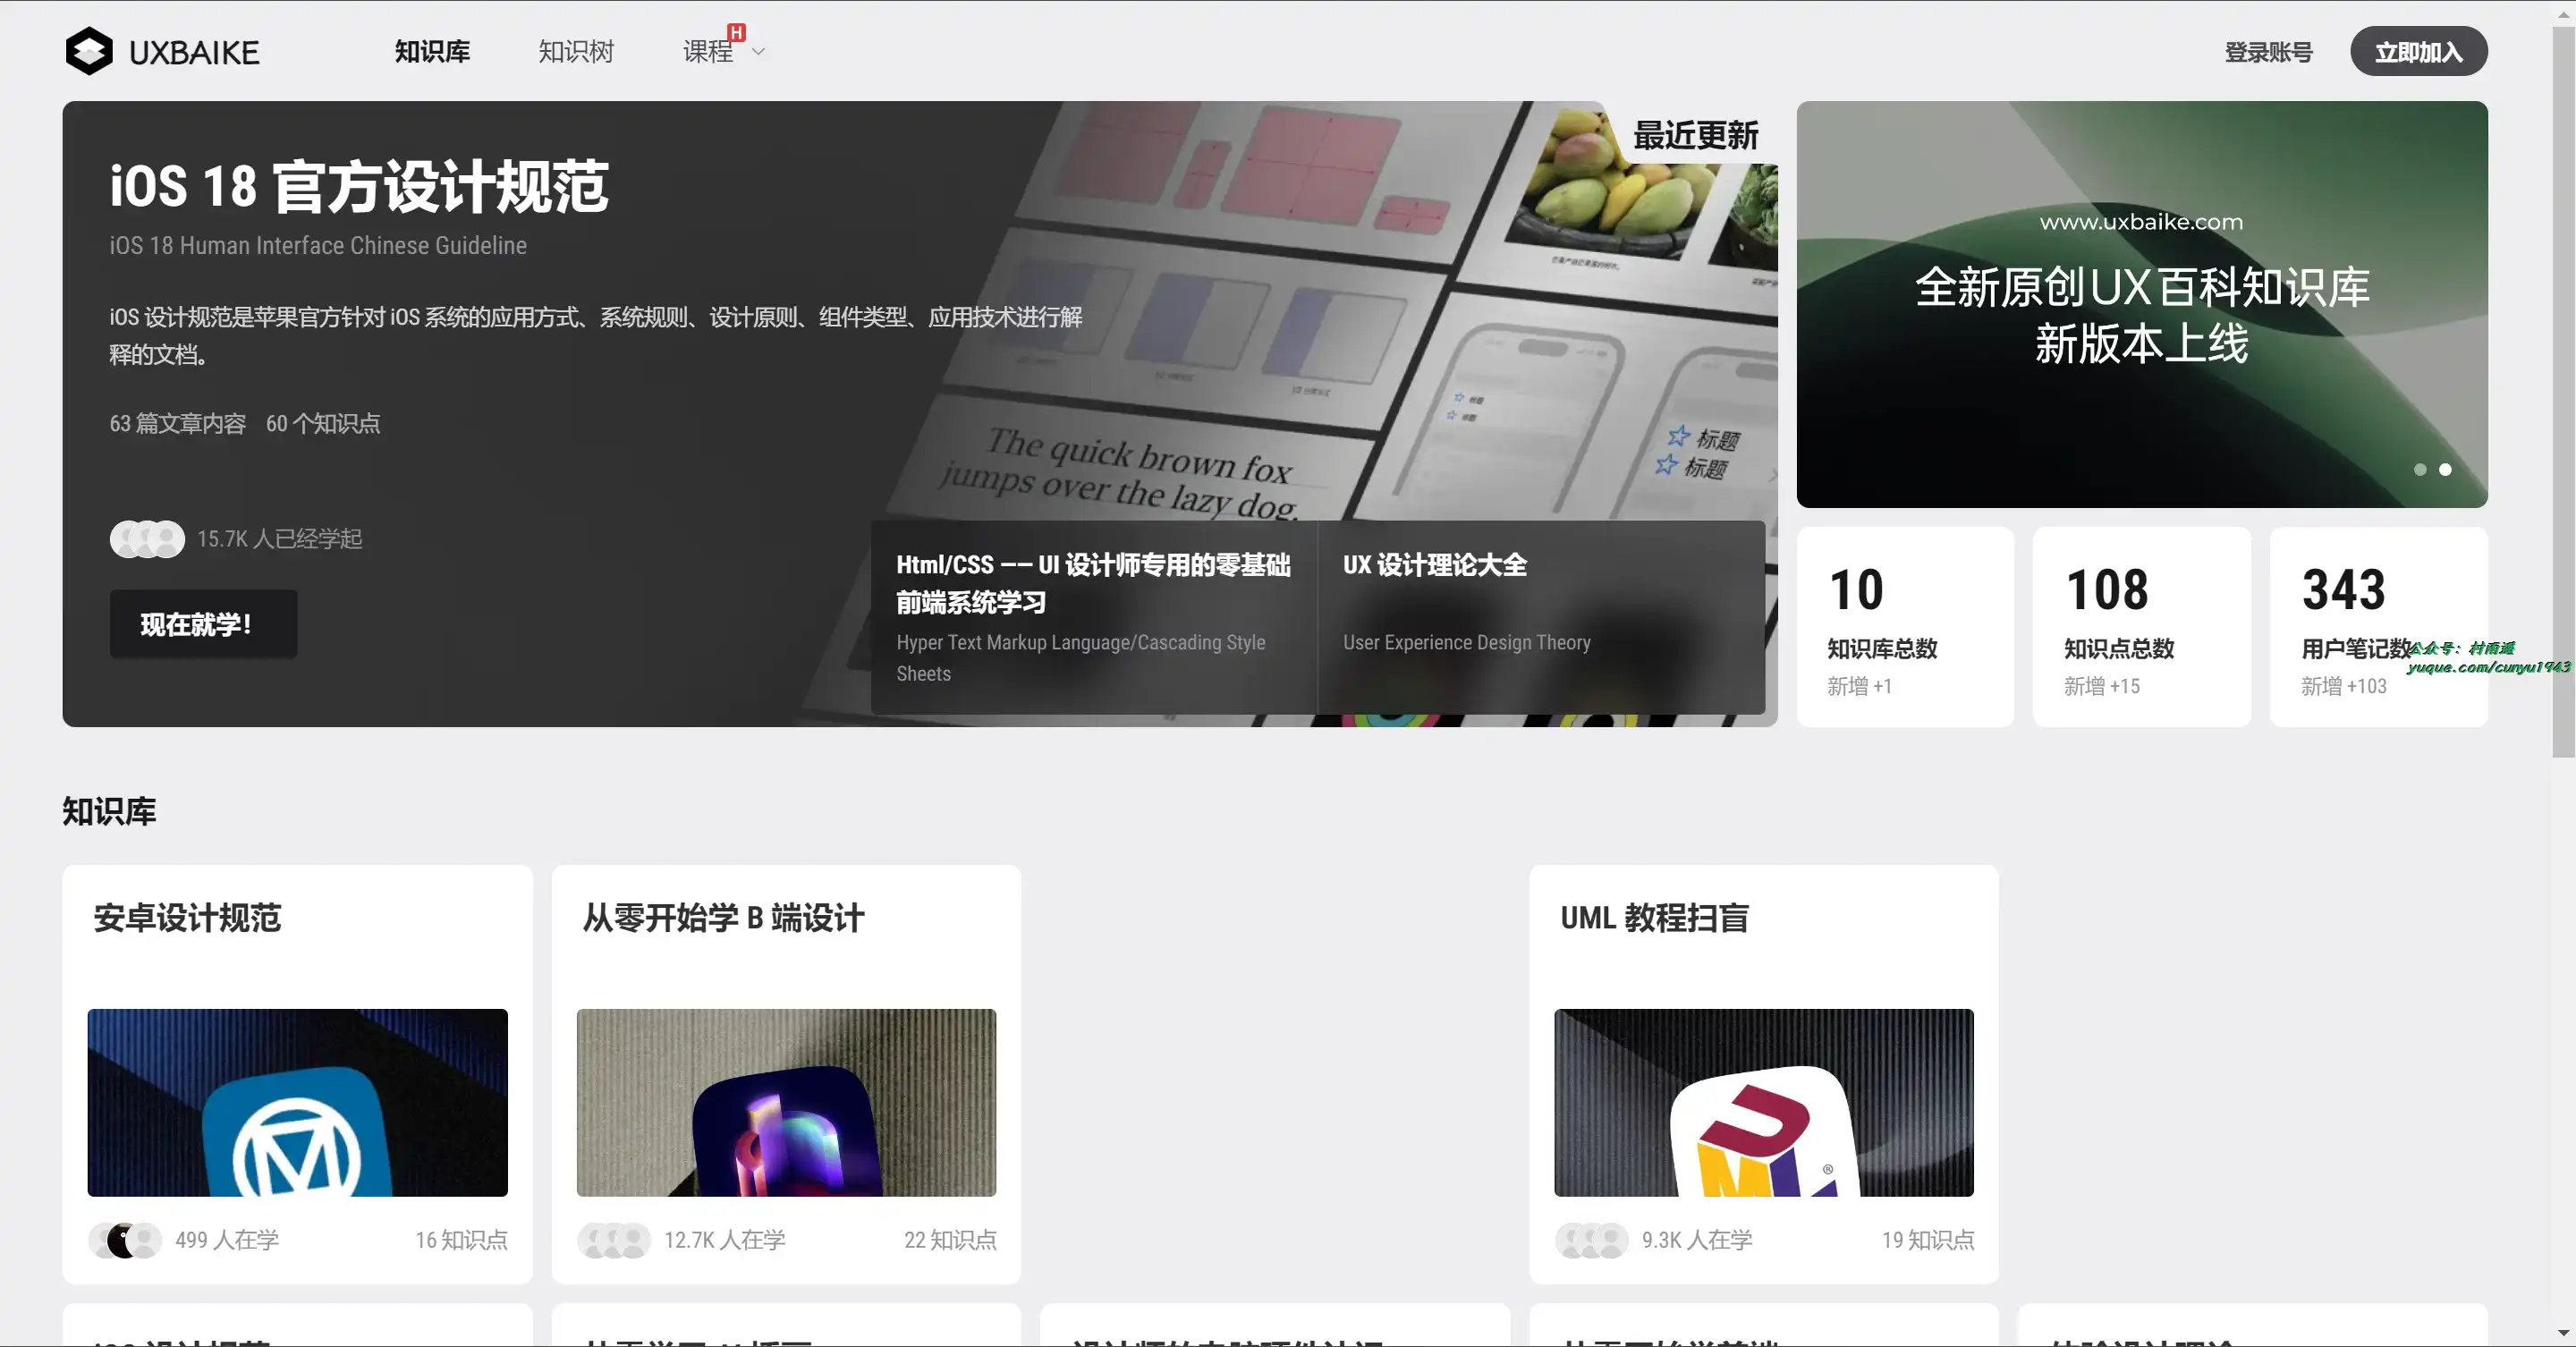 UXBAIKE
知识库
知识树
课程
H
登录账号
立即加入
iOS 18 官方设计规范
iOS 18 Human Interface Chinese Guideline
iOS 设计规范是苹果官方针对 iOS 系统的应用方式、系统规则、设计原则、组件类型、应用技术进行解
释的文档。
63 篇文章内容 60 个知识点
15.7K 人已经学起
现在就学!
最近更新
The quick brown fox
jumps over the lazy dog.
标题
标题
标题
标题
Html/CSS —— UI 设计师专用的零基础
前端系统学习
Hyper Text Markup Language/Cascading Style
Sheets
UX 设计理论大全
User Experience Design Theory
www.uxbaike.com
全新原创UX百科知识库
新版本上线
10
知识库总数
新增 +1
108
知识点总数
新增 +15
343
用户笔记数
新增 +103
公众号：村雨遥
yuque.com/cunyu1943
知识库
安卓设计规范
499 人在学
16 知识点
从零开始学 B 端设计
12.7K 人在学
22 知识点
UML 教程扫盲
UML
®
9.3K 人在学
19 知识点